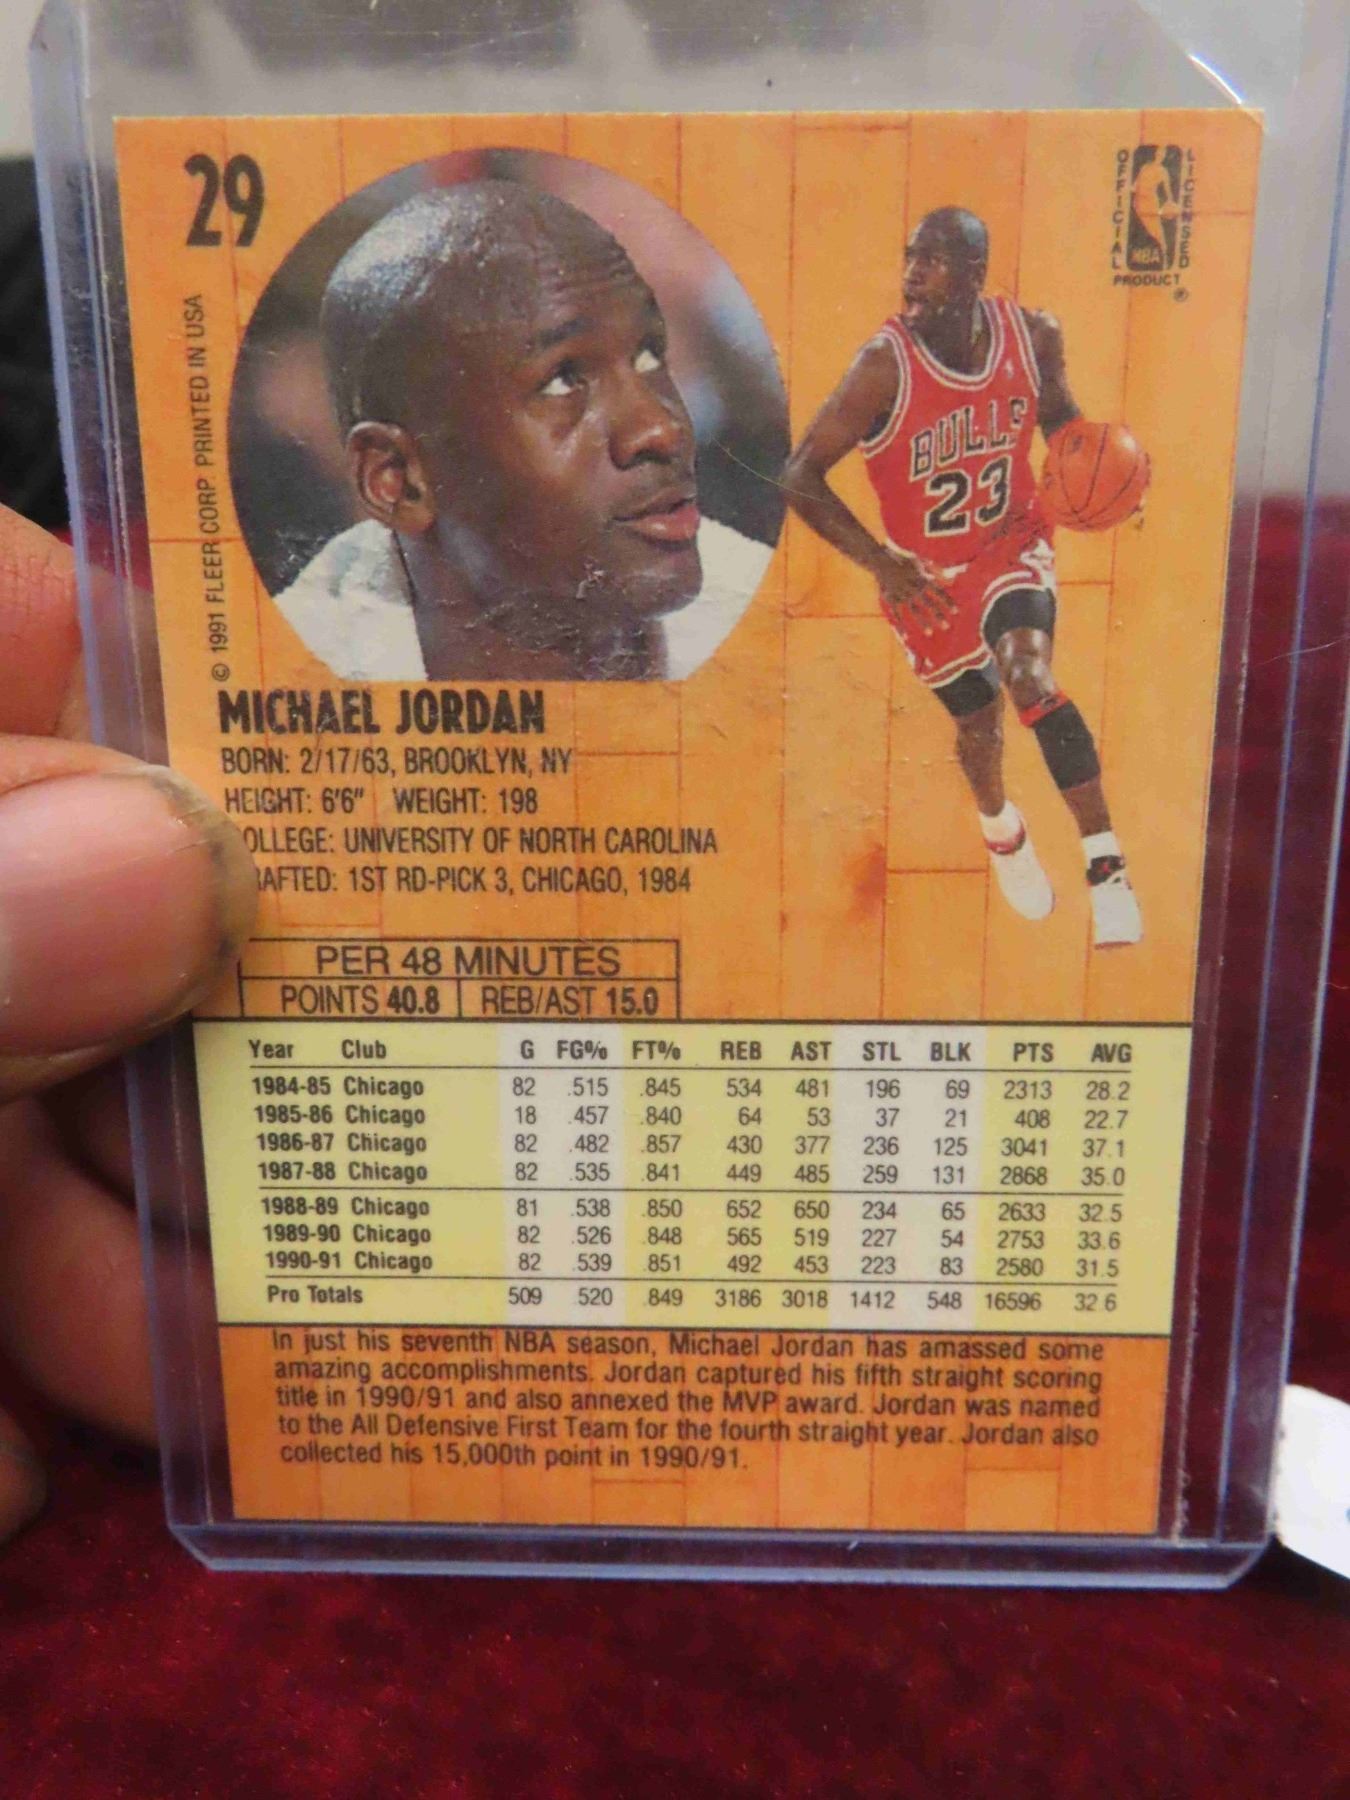 29
OFFICIAL LICENSED
NBA
PRODUCT
®
© 1991 FLEER CORP. PRINTED IN USA
BULLS
23
MICHAEL JORDAN
BORN: 2/17/63, BROOKLYN, NY
HEIGHT: 6'6" WEIGHT: 198
OLLEGE: UNIVERSITY OF NORTH CAROLINA
AFTED: 1ST RD-PICK 3, CHICAGO, 1984
PER 48 MINUTES
POINTS 40.8 REB/AST 15.0
Year Club G FG% FT% REB AST STL BLK PTS AVG
1984-85 Chicago 82 .515 .845 534 481 196 69 2313 28.2
1985-86 Chicago 18 .457 .840 64 53 37 21 408 22.7
1986-87 Chicago 82 .482 .857 430 377 236 125 3041 37.1
1987-88 Chicago 82 .535 .841 449 485 259 131 2868 35.0
1988-89 Chicago 81 .538 .850 652 650 234 65 2633 32.5
1989-90 Chicago 82 .526 .848 565 519 227 54 2753 33.6
1990-91 Chicago 82 .539 .851 492 453 223 83 2580 31.5
Pro Totals 509 .520 .849 3186 3018 1412 548 16596 32.6
In just his seventh NBA season, Michael Jordan has amassed some
amazing accomplishments. Jordan captured his fifth straight scoring
title in 1990/91 and also annexed the MVP award. Jordan was named
to the All Defensive First Team for the fourth straight year. Jordan also
collected his 15,000th point in 1990/91.